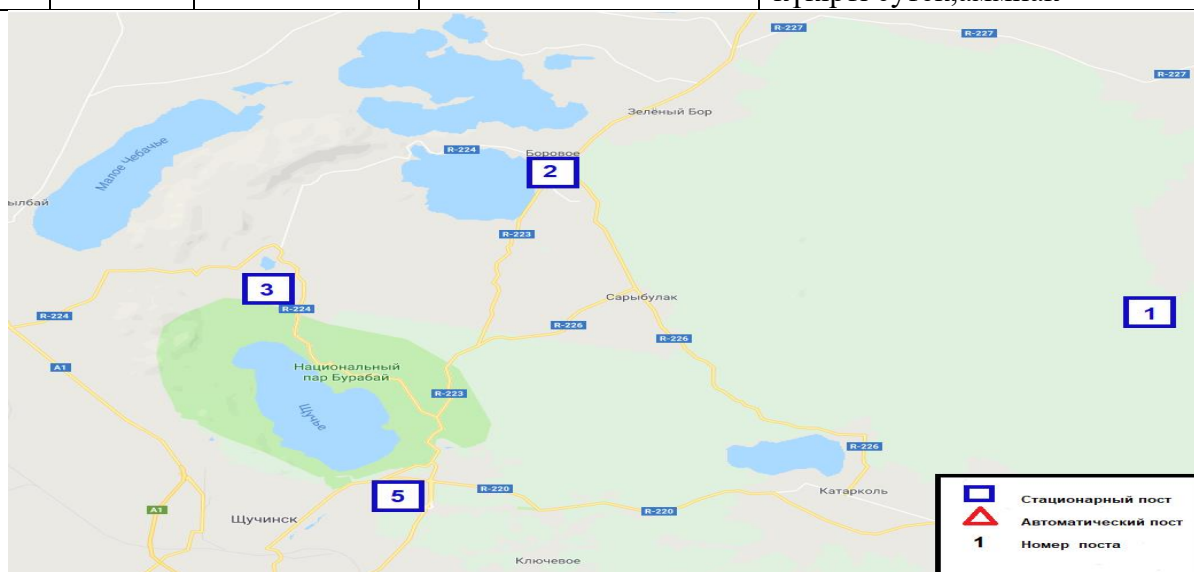 R-227
R-227
R-227
Зелёный Бор
Малое Чебачье
R-224
Боровое
2
ылбай
R-223
3
Сарыбулак
1
R-224
R-224
R-226
R-226
A1
Национальный
пар Бурабай
R-223
Щучье
R-226
5
R-220
Катарколь
A1
Щучинск
R-220
Ключевое
Стационарный пост
Автоматический пост
1 Номер поста